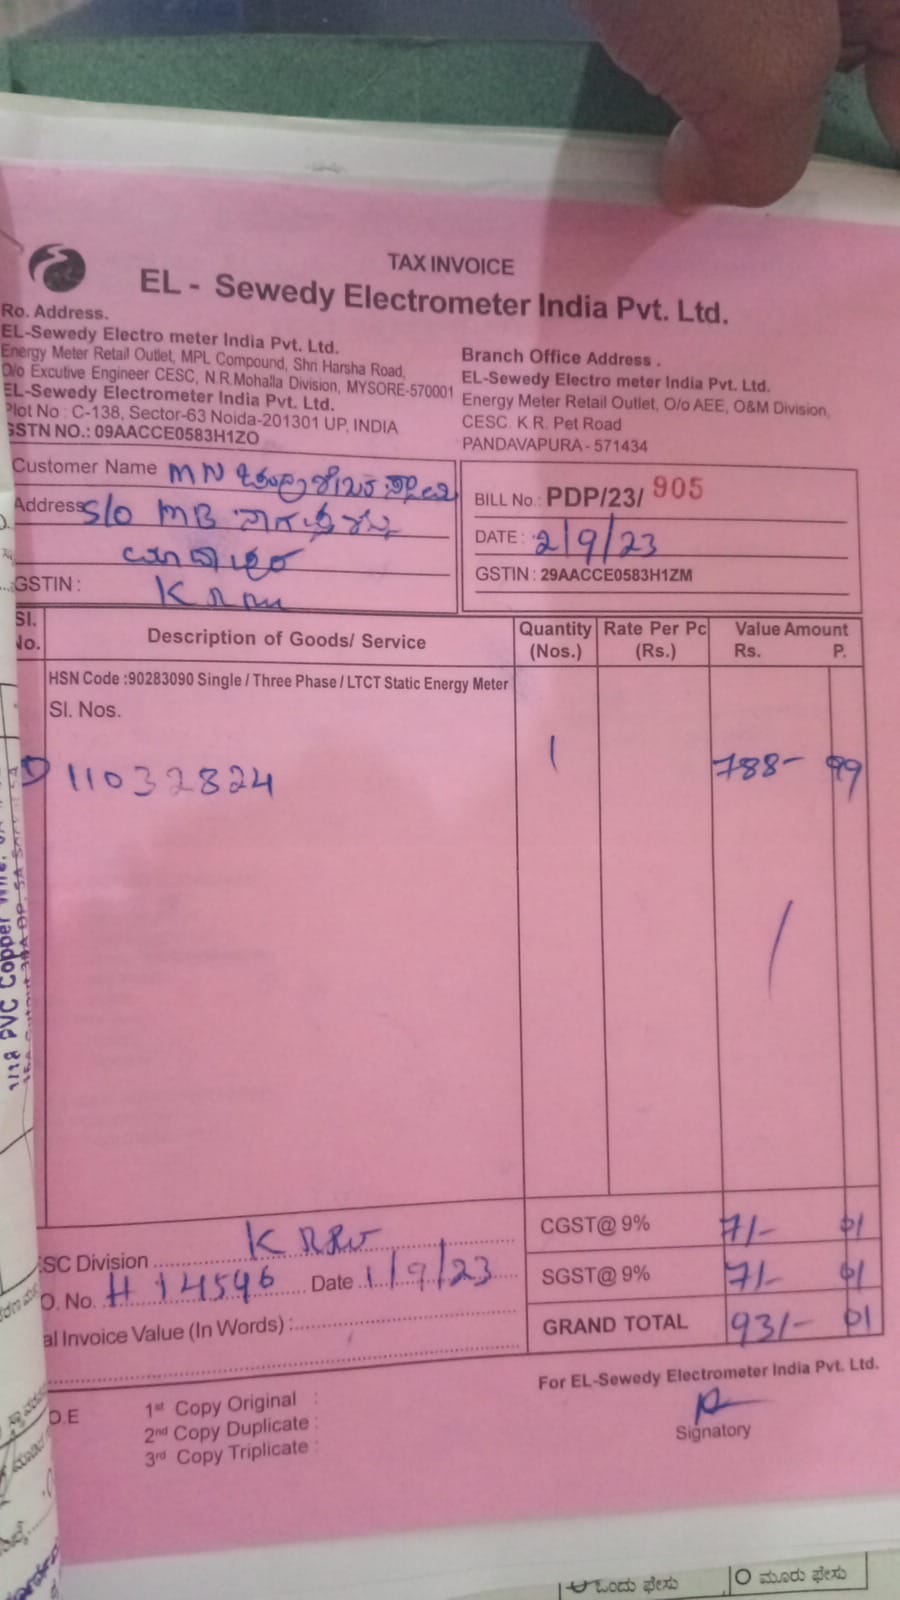 TAX INVOICE
EL - Sewedy Electrometer India Pvt. Ltd.
Ro. Address.
EL-Sewedy Electro meter India Pvt. Ltd.
Energy Meter Retail Outlet, MPL Compound, Shri Harsha Road,
O/o Excutive Engineer CESC, N.R.Mohalla Division, MYSORE-570001
EL-Sewedy Electrometer India Pvt. Ltd.
Plot No : C-138, Sector-63 Noida-201301 UP, INDIA
GSTN NO.: 09AACCE0583H1ZO
Branch Office Address .
EL-Sewedy Electro meter India Pvt. Ltd.
Energy Meter Retail Outlet, O/o AEE, O&M Division,
CESC. K.R. Pet Road
PANDAVAPURA - 571434
Customer Name MN
Address S/O MB
GSTIN :
BILL No.: PDP/23/ 905
DATE : 2/9/23
GSTIN : 29AACCE0583H1ZM
Sl. No. Description of Goods/ Service Quantity (Nos.) Rate Per Pc (Rs.) Value Amount Rs. P.
HSN Code :90283090 Single / Three Phase / LTCT Static Energy Meter
Sl. Nos.
11032824 1 788- 99
CGST@ 9% 71/- 01
SGST@ 9% 71/- 01
GRAND TOTAL 931/- 01
SC Division
O. No. # 14596 Date 1/9/23
al Invoice Value (In Words) :
For EL-Sewedy Electrometer India Pvt. Ltd.
Signatory
O.E
1st Copy Original :
2nd Copy Duplicate :
3rd Copy Triplicate :
1/18 PVC Copper
ಒಂದು ಫೇಸು
ಮೂರು ಫೇಸು